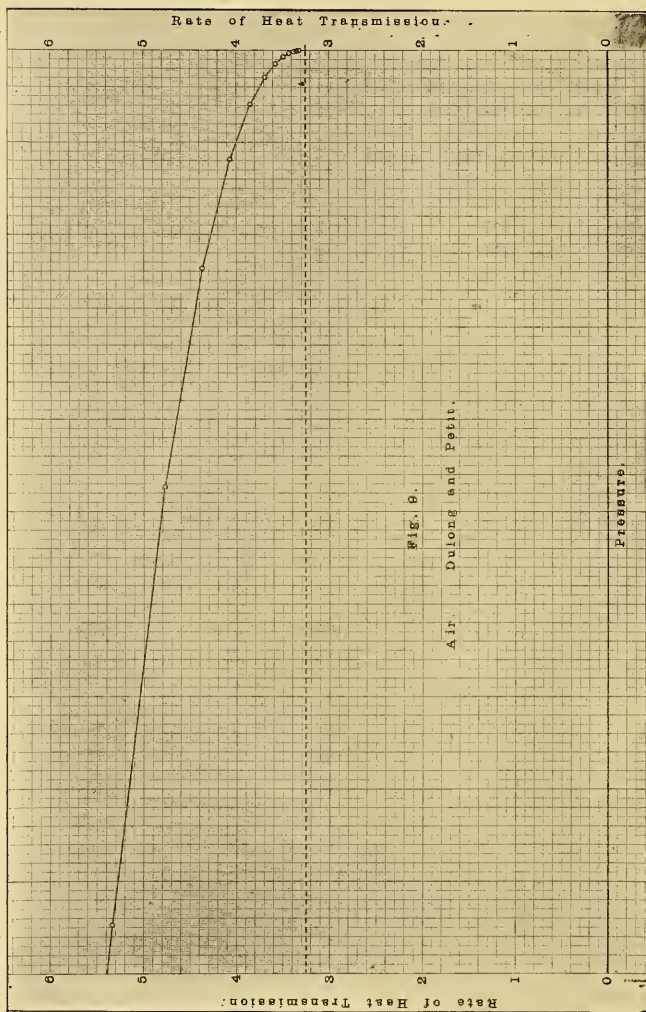 Rate of Heat Transmission.
6 5 4 3 2 1 0
Fig. 9.
Air. Dulong and Petit.
Pressure.
6 5 4 3 2 1 0
Rate of Heat Transmission.